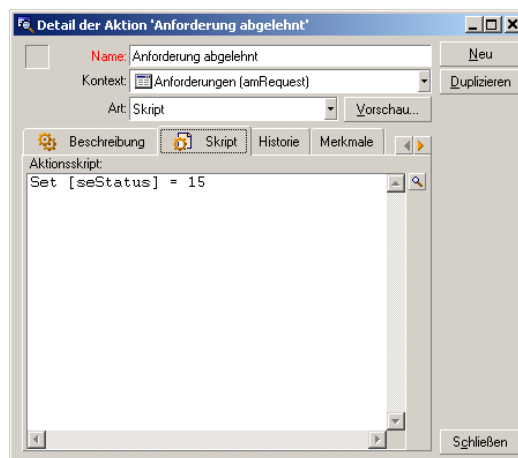 Detail der Aktion 'Anforderung abgelehnt'
Name: Anforderung abgelehnt
Neu
Kontext: Anforderungen (amRequest)
Duplizieren
Art: Skript
Vorschau...
Beschreibung Skript Historie Merkmale
Aktionsskript:
Set [seStatus] = 15
Schließen